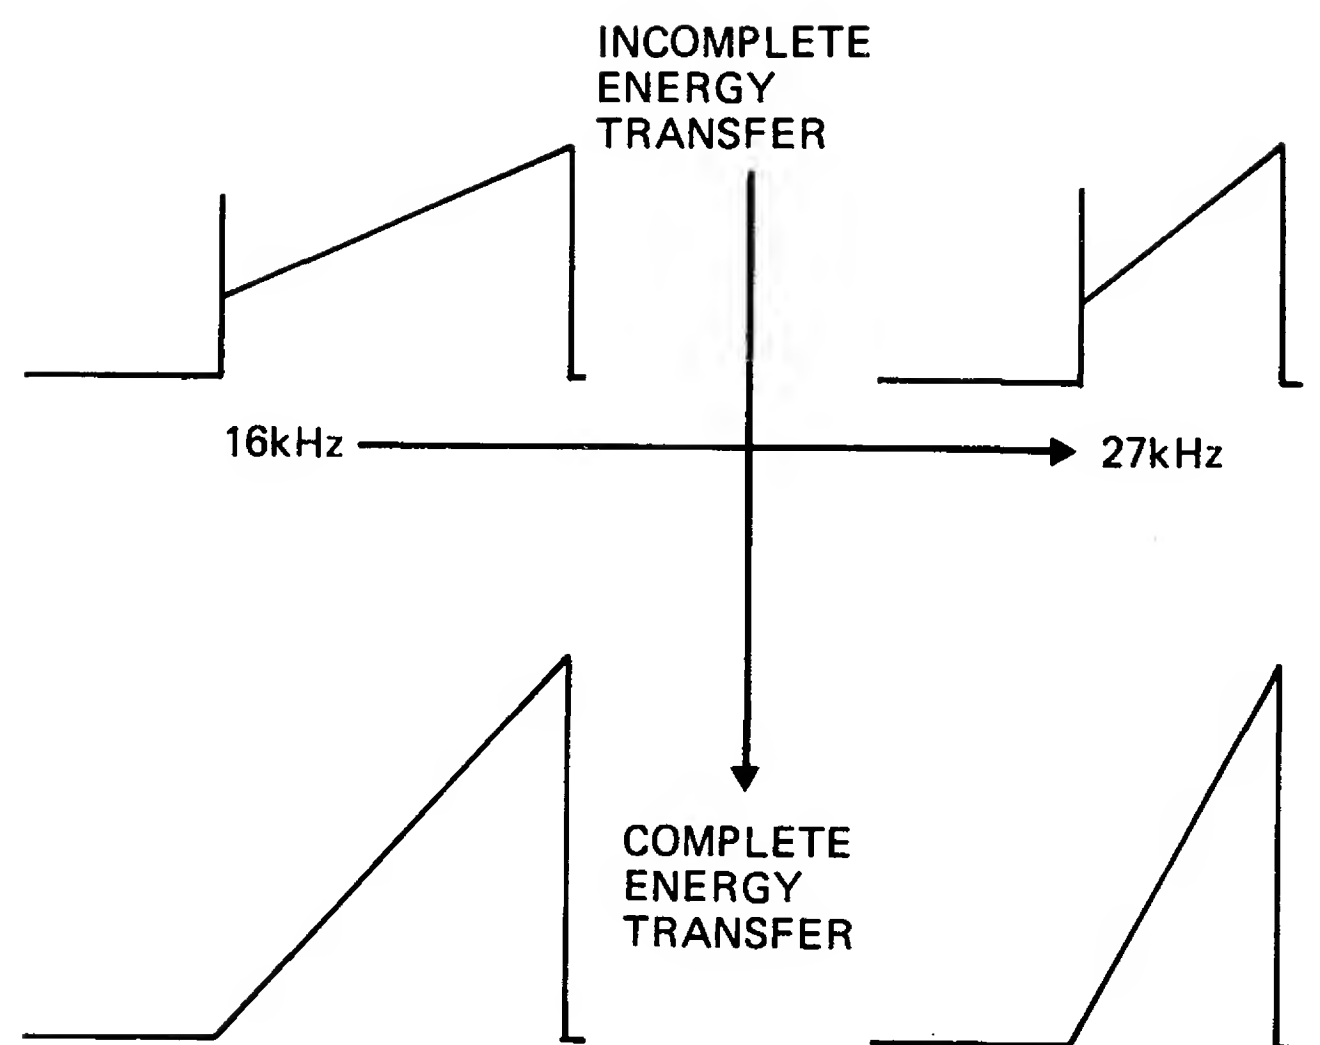 INCOMPLETE
ENERGY
TRANSFER
16kHz
27kHz
COMPLETE
ENERGY
TRANSFER